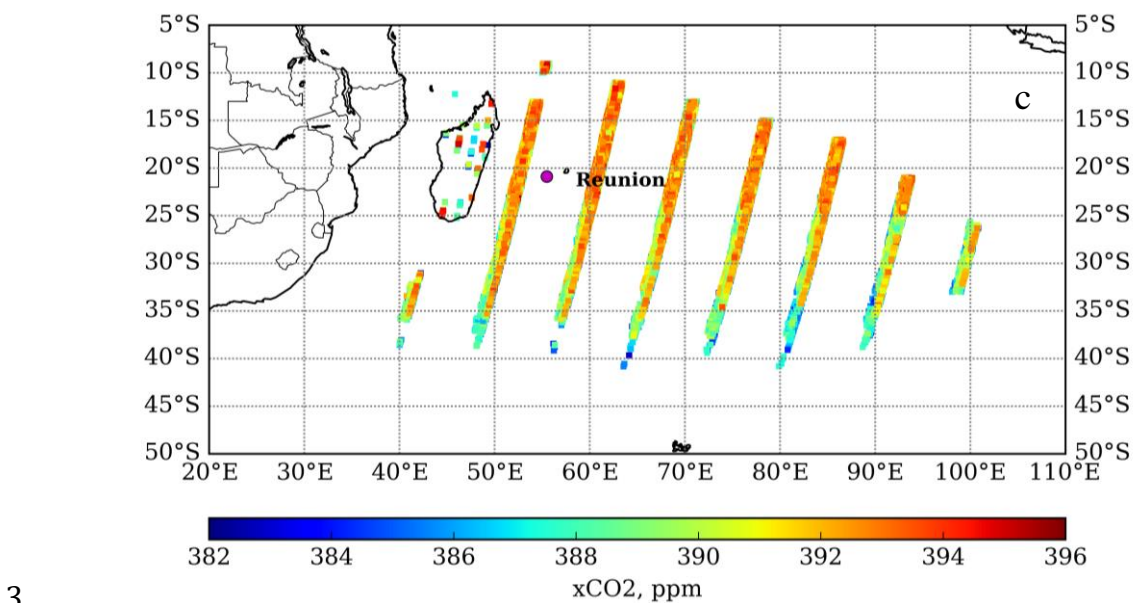 5°S 5°S
10°S 10°S
c
15°S 15°S
20°S 20°S
Reunion
25°S 25°S
30°S 30°S
35°S 35°S
40°S 40°S
45°S 45°S
50°S 50°S
20°E 30°E 40°E 50°E 60°E 70°E 80°E 90°E 100°E 110°E
382 384 386 388 390 392 394 396
xCO2, ppm
3